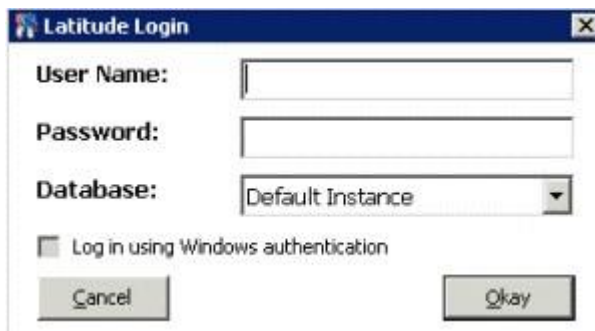 Latitude Login
User Name:
Password:
Database: Default Instance
Log in using Windows authentication
Cancel Okay